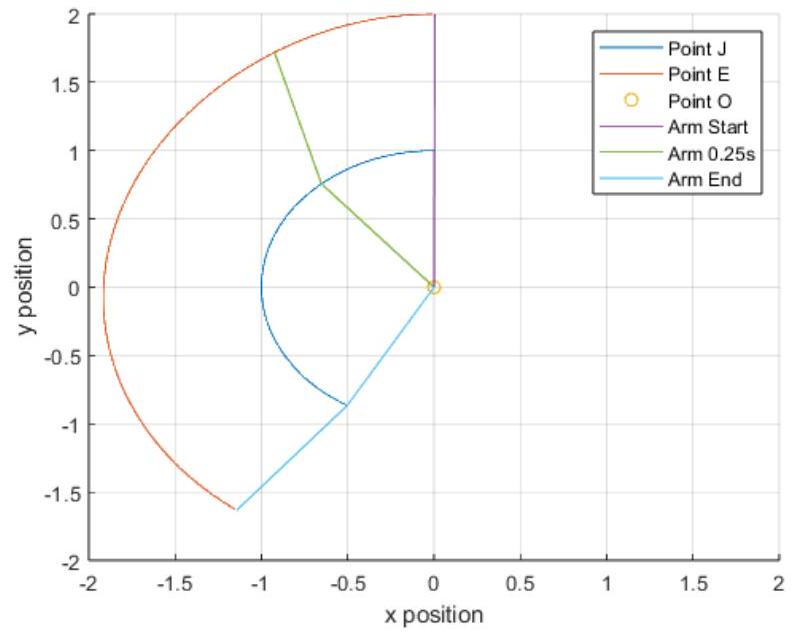 2
1.5
1
0.5
0
-0.5
-1
-1.5
-2
y position
-2
-1.5
-1
-0.5
0
0.5
1
1.5
2
x position
Point J
Point E
Point O
Arm Start
Arm 0.25s
Arm End